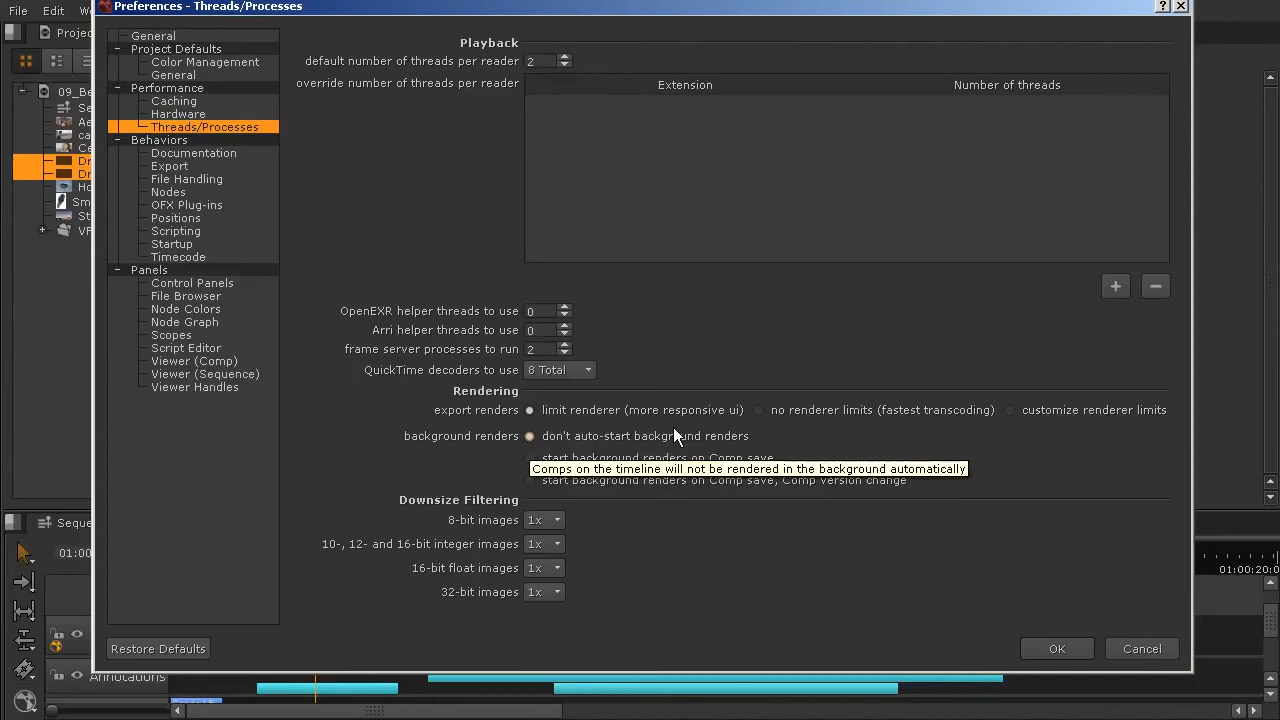 Preferences - Threads/Processes
File Edit
Project
General
Project Defaults
Color Management
General
Performance
Caching
Hardware
Threads/Processes
Behaviors
Documentation
Export
File Handling
Nodes
OFX Plug-ins
Positions
Scripting
Startup
Timecode
Panels
Control Panels
File Browser
Node Colors
Node Graph
Scopes
Script Editor
Viewer (Comp)
Viewer (Sequence)
Viewer Handles
Playback
default number of threads per reader 2
override number of threads per reader
Extension Number of threads
+ −
OpenEXR helper threads to use 0
Arri helper threads to use 0
frame server processes to run 2
QuickTime decoders to use 8 Total
Rendering
export renders limit renderer (more responsive ui) no renderer limits (fastest transcoding) customize renderer limits
background renders don't auto-start background renders
start background renders on Comp save
Comps on the timeline will not be rendered in the background automatically
start background renders on Comp save, Comp version change
Downsize Filtering
8-bit images 1x
10-, 12- and 16-bit integer images 1x
16-bit float images 1x
32-bit images 1x
Restore Defaults OK Cancel
01:00:20:0
Annotations